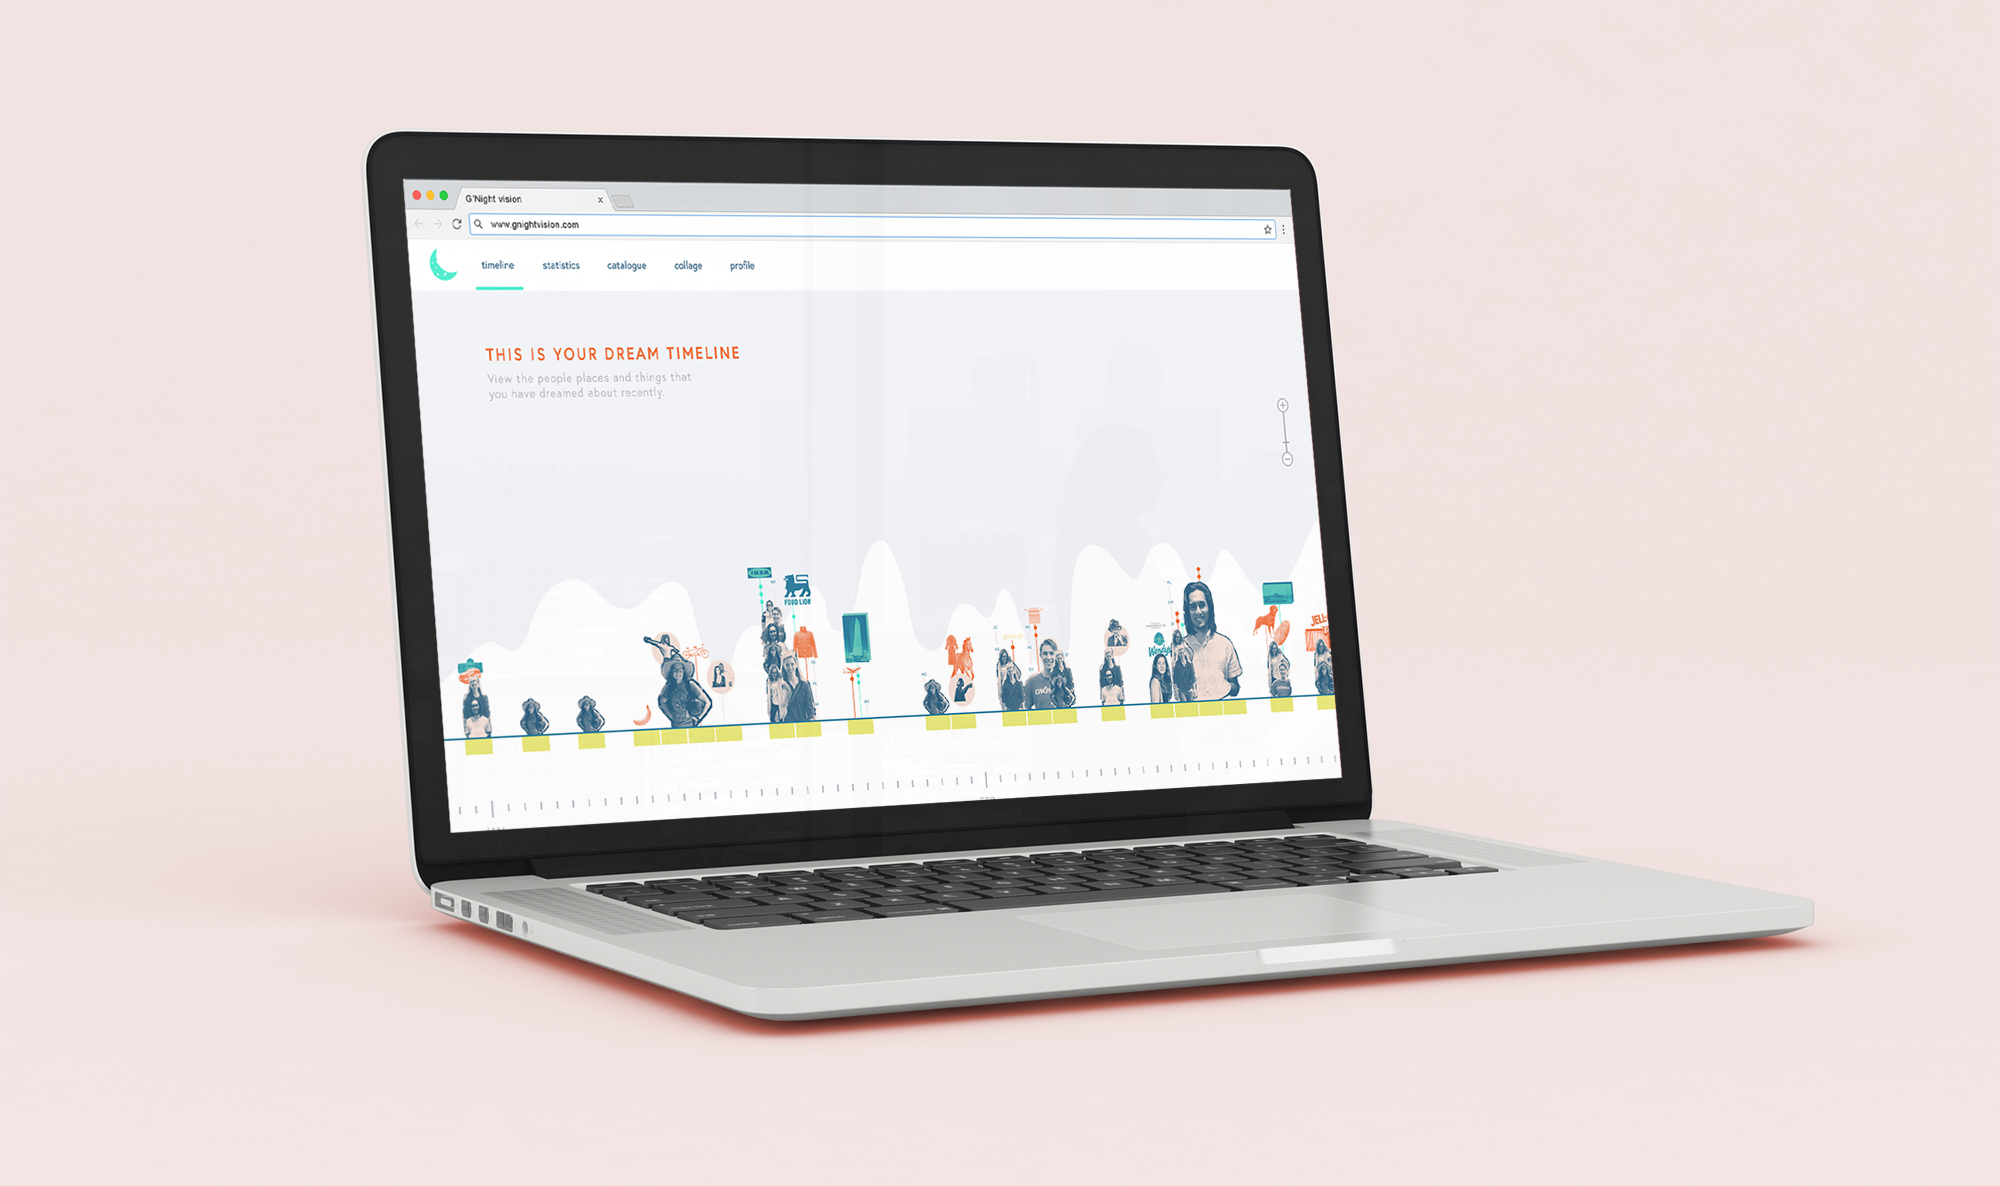 G'Night vision
www.gnightvision.com
timeline statistics catalogue collage profile
THIS IS YOUR DREAM TIMELINE
View the people places and things that
you have dreamed about recently.
IKEA
FOOD LION
Wendy's